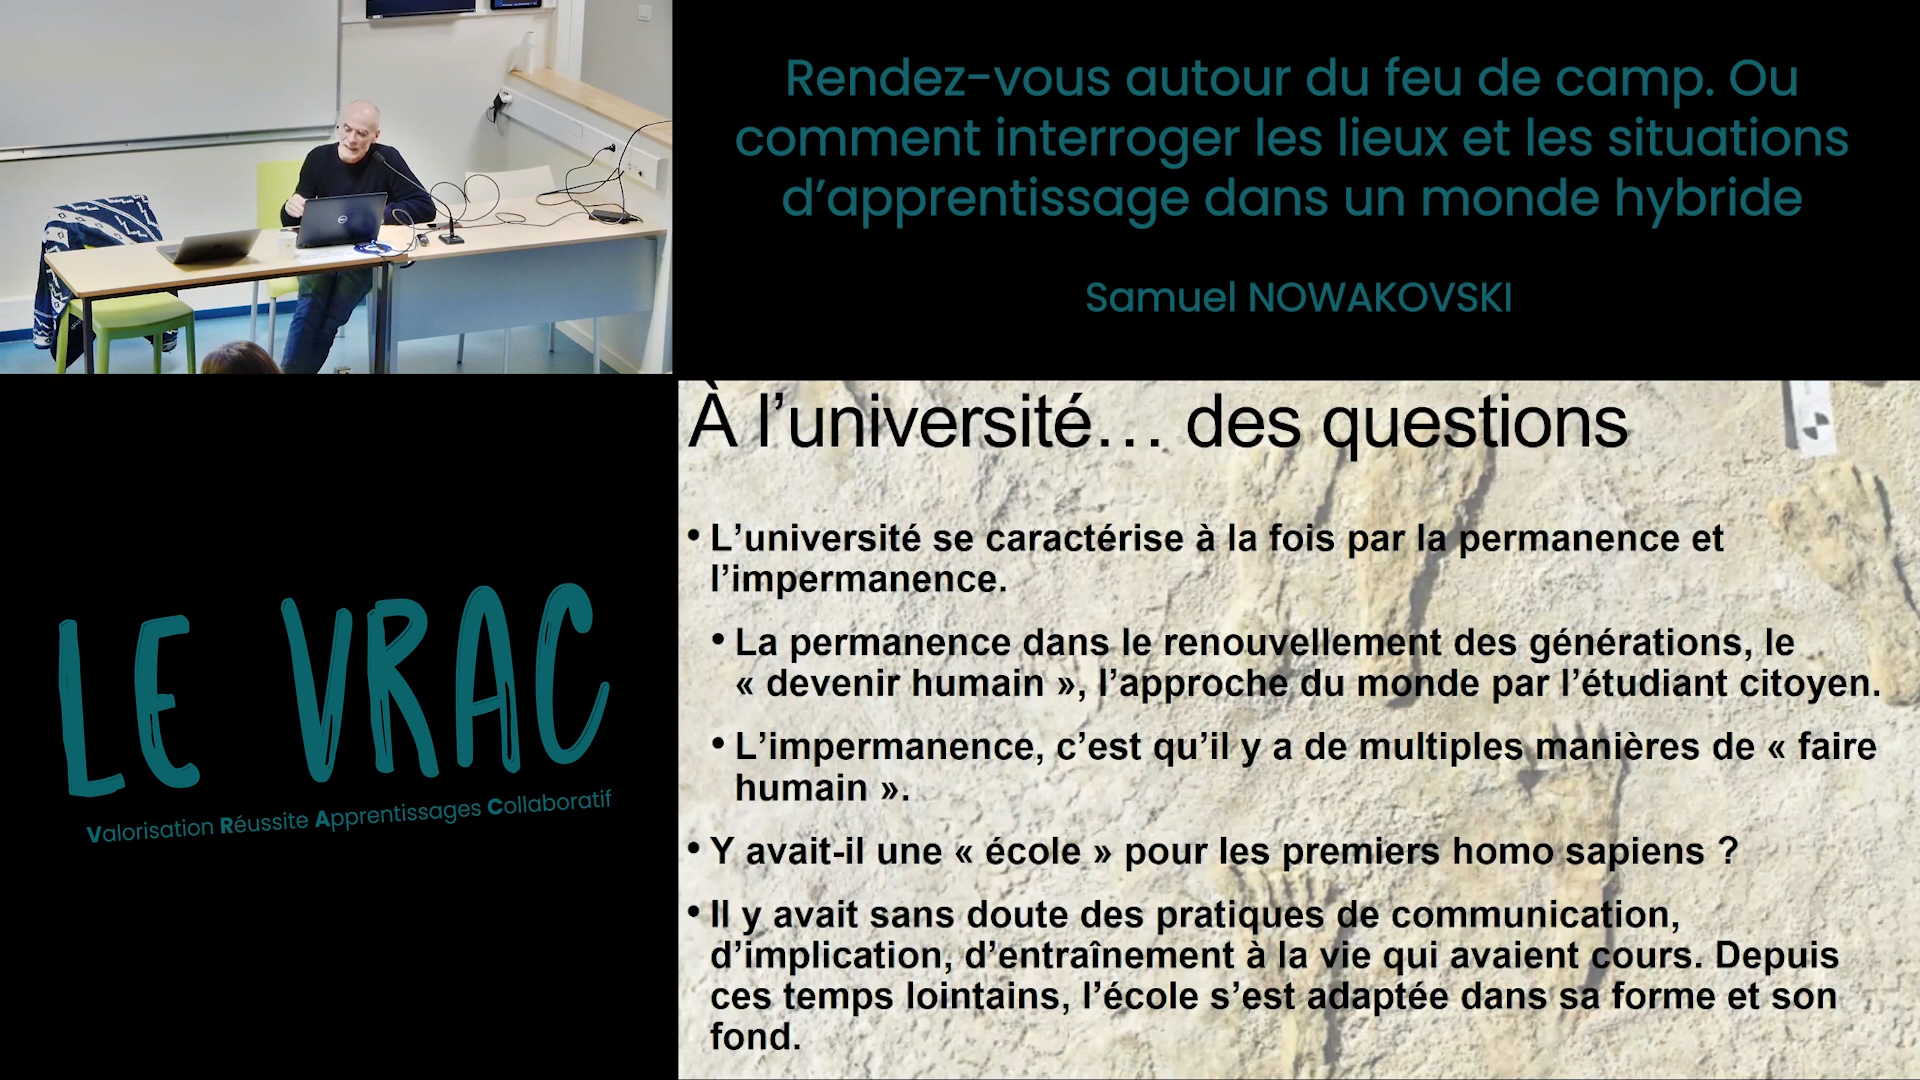 Rendez-vous autour du feu de camp. Ou
comment interroger les lieux et les situations
d’apprentissage dans un monde hybride
Samuel NOWAKOVSKI
LE VRAC
Valorisation Réussite Apprentissages Collaboratif
À l’université… des questions
• L’université se caractérise à la fois par la permanence et
l’impermanence.
• La permanence dans le renouvellement des générations, le
« devenir humain », l’approche du monde par l’étudiant citoyen.
• L’impermanence, c’est qu’il y a de multiples manières de « faire
humain ».
• Y avait-il une « école » pour les premiers homo sapiens ?
• Il y avait sans doute des pratiques de communication,
d’implication, d’entraînement à la vie qui avaient cours. Depuis
ces temps lointains, l’école s’est adaptée dans sa forme et son
fond.